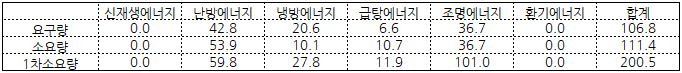 신재생에너지 난방에너지 냉방에너지 급탕에너지 조명에너지 환기에너지 합계
요구량 0.0 42.8 20.6 6.6 36.7 0.0 106.8
소요량 0.0 53.9 10.1 10.7 36.7 0.0 111.4
1차소요량 0.0 59.8 27.8 11.9 101.0 0.0 200.5